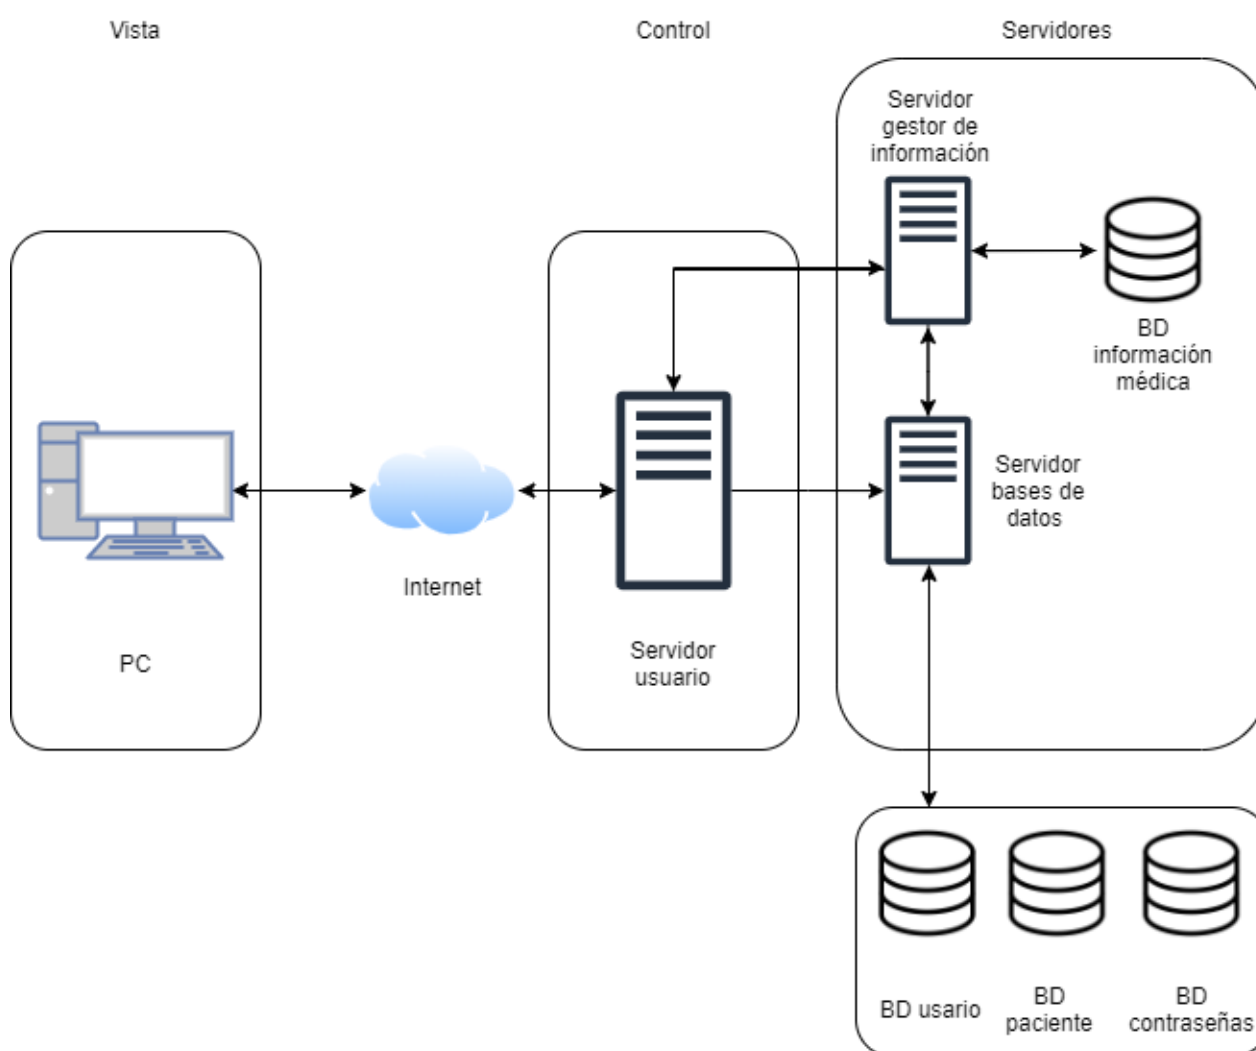 Vista
Control
Servidores
Servidor
gestor de
información
BD
información
médica
Servidor
bases de
datos
Internet
PC
Servidor
usuario
BD usario
BD
paciente
BD
contraseñas